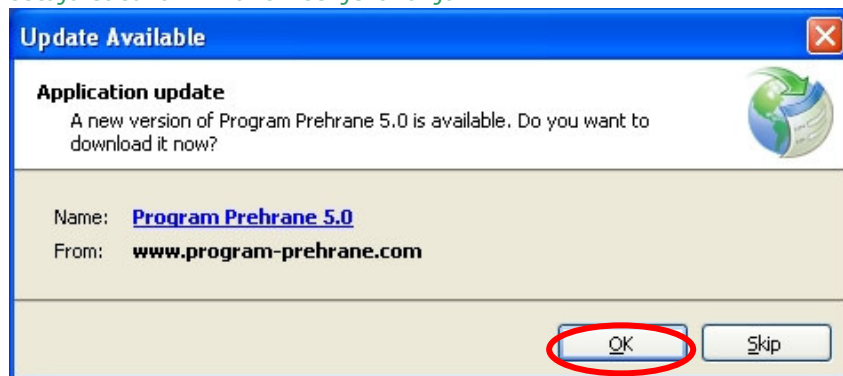 Update Available
Application update
A new version of Program Prehrane 5.0 is available. Do you want to
download it now?
Name: Program Prehrane 5.0
From: www.program-prehrane.com
OK Skip